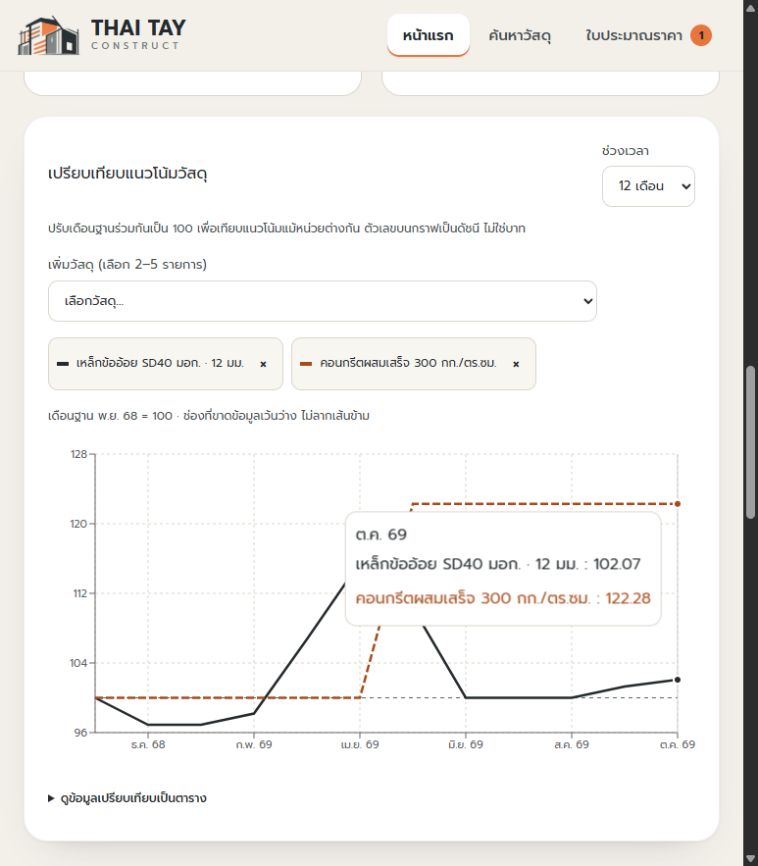 THAI TAY
CONSTRUCT
หน้าแรก
ค้นหาวัสดุ
ใบประมาณราคา 1
ช่วงเวลา
เปรียบเทียบแนวโน้มวัสดุ
12 เดือน
ปรับเดือนฐานร่วมกันเป็น 100 เพื่อเทียบแนวโน้มแม้หน่วยต่างกัน ตัวเลขบนกราฟเป็นดัชนี ไม่ใช่บาท
เพิ่มวัสดุ (เลือก 2–5 รายการ)
เลือกวัสดุ...
เหล็กข้ออ้อย SD40 มอก. · 12 มม. ×
คอนกรีตผสมเสร็จ 300 กก./ตร.ซม. ×
เดือนฐาน พ.ย. 68 = 100 · ช่องที่ขาดข้อมูลเว้นว่าง ไม่ลากเส้นข้าม
128
120
112
104
96
ต.ค. 69
เหล็กข้ออ้อย SD40 มอก. · 12 มม. : 102.07
คอนกรีตผสมเสร็จ 300 กก./ตร.ซม. : 122.28
ธ.ค. 68
ก.พ. 69
เม.ย. 69
มิ.ย. 69
ส.ค. 69
ต.ค. 69
ดูข้อมูลเปรียบเทียบเป็นตาราง